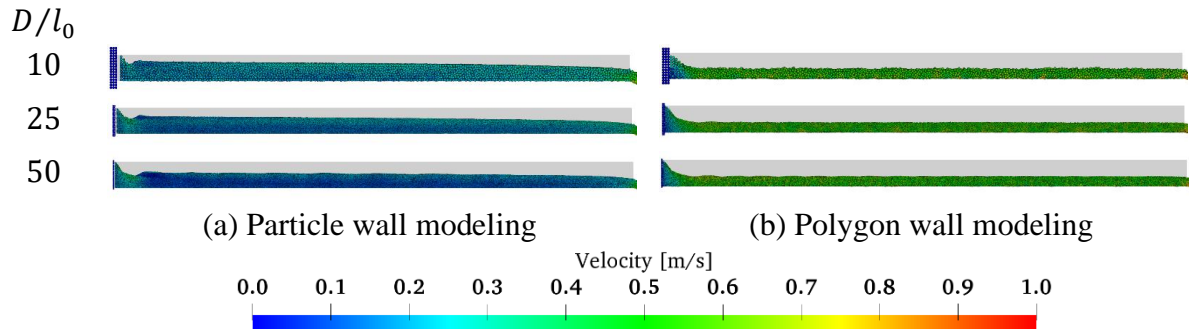 D/l₀
10
25
50
(a) Particle wall modeling
(b) Polygon wall modeling
Velocity [m/s]
0.0 0.1 0.2 0.3 0.4 0.5 0.6 0.7 0.8 0.9 1.0